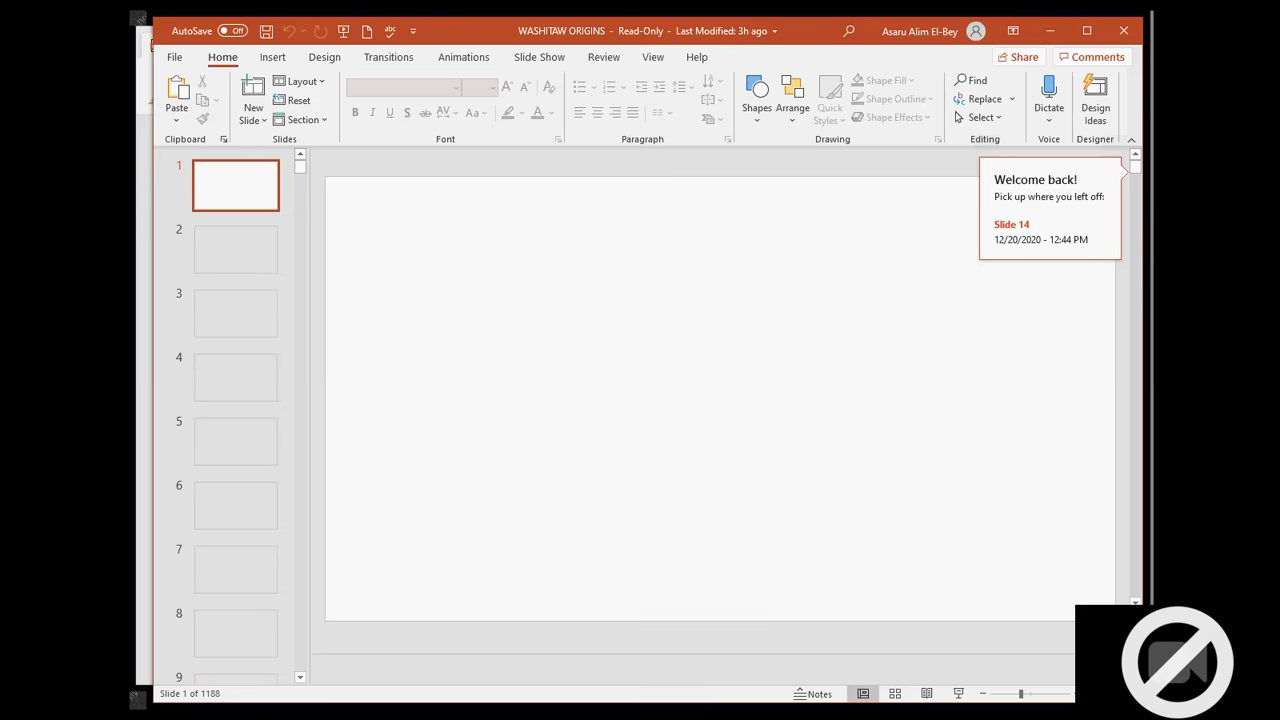 AutoSave Off WASHITAW ORIGINS - Read-Only - Last Modified: 3h ago Asaru Alim El-Bey
File Home Insert Design Transitions Animations Slide Show Review View Help Share Comments
Paste
Clipboard
New
Slide
Layout
Reset
Section
Slides
B I U S ab AV Aa A
Font
Paragraph
Shapes
Arrange
Quick
Styles
Shape Fill
Shape Outline
Shape Effects
Drawing
Find
Replace
Select
Editing
Dictate
Voice
Design
Ideas
Designer
1
2
3
4
5
6
7
8
9
Welcome back!
Pick up where you left off:
Slide 14
12/20/2020 - 12:44 PM
Slide 1 of 1188 Notes